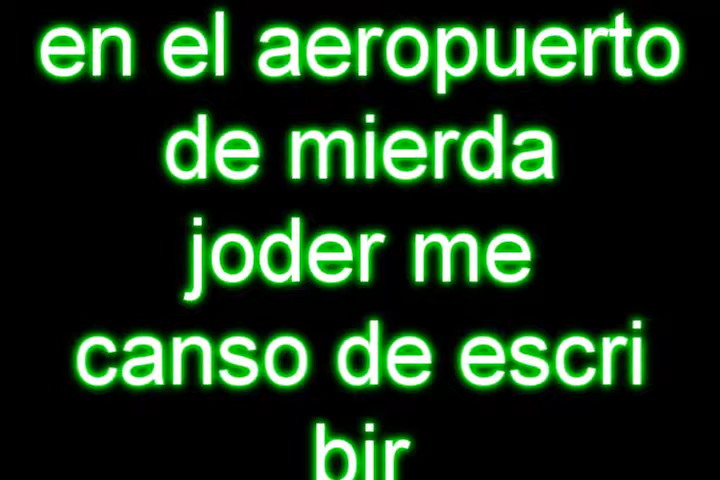 en el aeropuerto
de mierda
joder me
canso de escri
bir